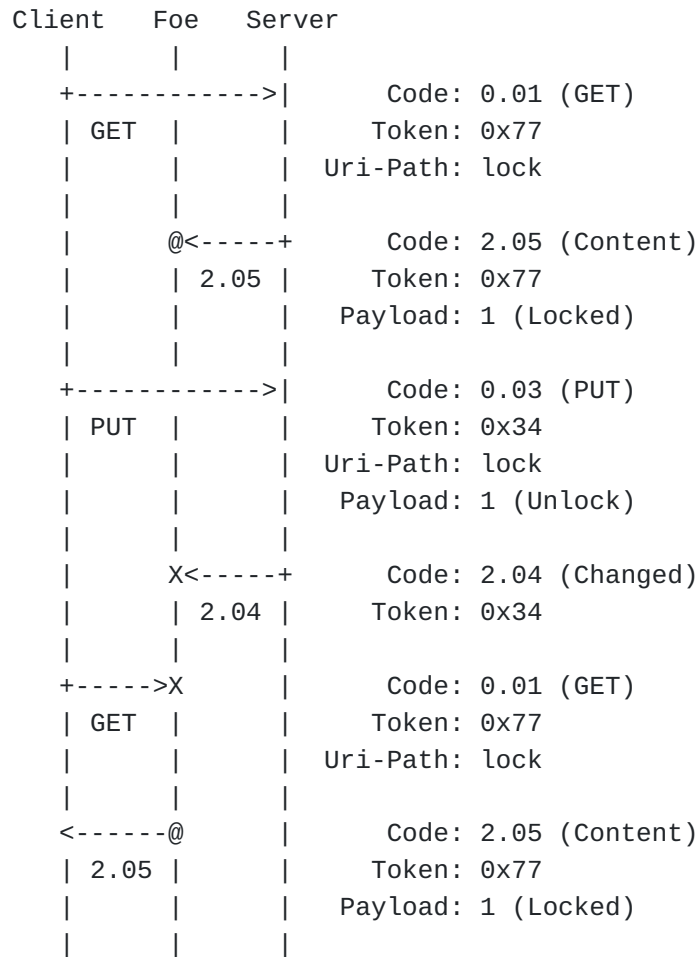 Client   Foe   Server
   |      |      |
   +------------>|      Code: 0.01 (GET)
   | GET  |      |     Token: 0x77
   |      |      |  Uri-Path: lock
   |      |      |
   |      @<-----+      Code: 2.05 (Content)
   |      | 2.05 |     Token: 0x77
   |      |      |   Payload: 1 (Locked)
   |      |      |
   +------------>|      Code: 0.03 (PUT)
   | PUT  |      |     Token: 0x34
   |      |      |  Uri-Path: lock
   |      |      |   Payload: 1 (Unlock)
   |      |      |
   |      X<-----+      Code: 2.04 (Changed)
   |      | 2.04 |     Token: 0x34
   |      |      |
   +----->X      |      Code: 0.01 (GET)
   | GET  |      |     Token: 0x77
   |      |      |  Uri-Path: lock
   |      |      |
   <------@      |      Code: 2.05 (Content)
   | 2.05 |      |     Token: 0x77
   |      |      |   Payload: 1 (Locked)
   |      |      |